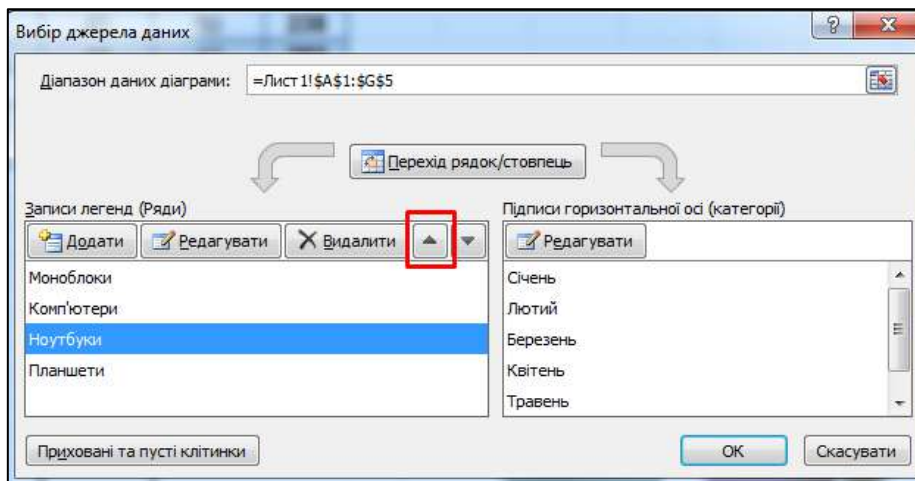 Вибір джерела даних
Діапазон даних діаграми: =Лист1!$A$1:$G$5
Перехід рядок/стовпець
Записи легенд (Ряди)
Підписи горизонтальної осі (категорії)
Додати Редагувати Видалити
Редагувати
Моноблоки
Комп'ютери
Ноутбуки
Планшети
Січень
Лютий
Березень
Квітень
Травень
Приховані та пусті клітинки
ОК Скасувати